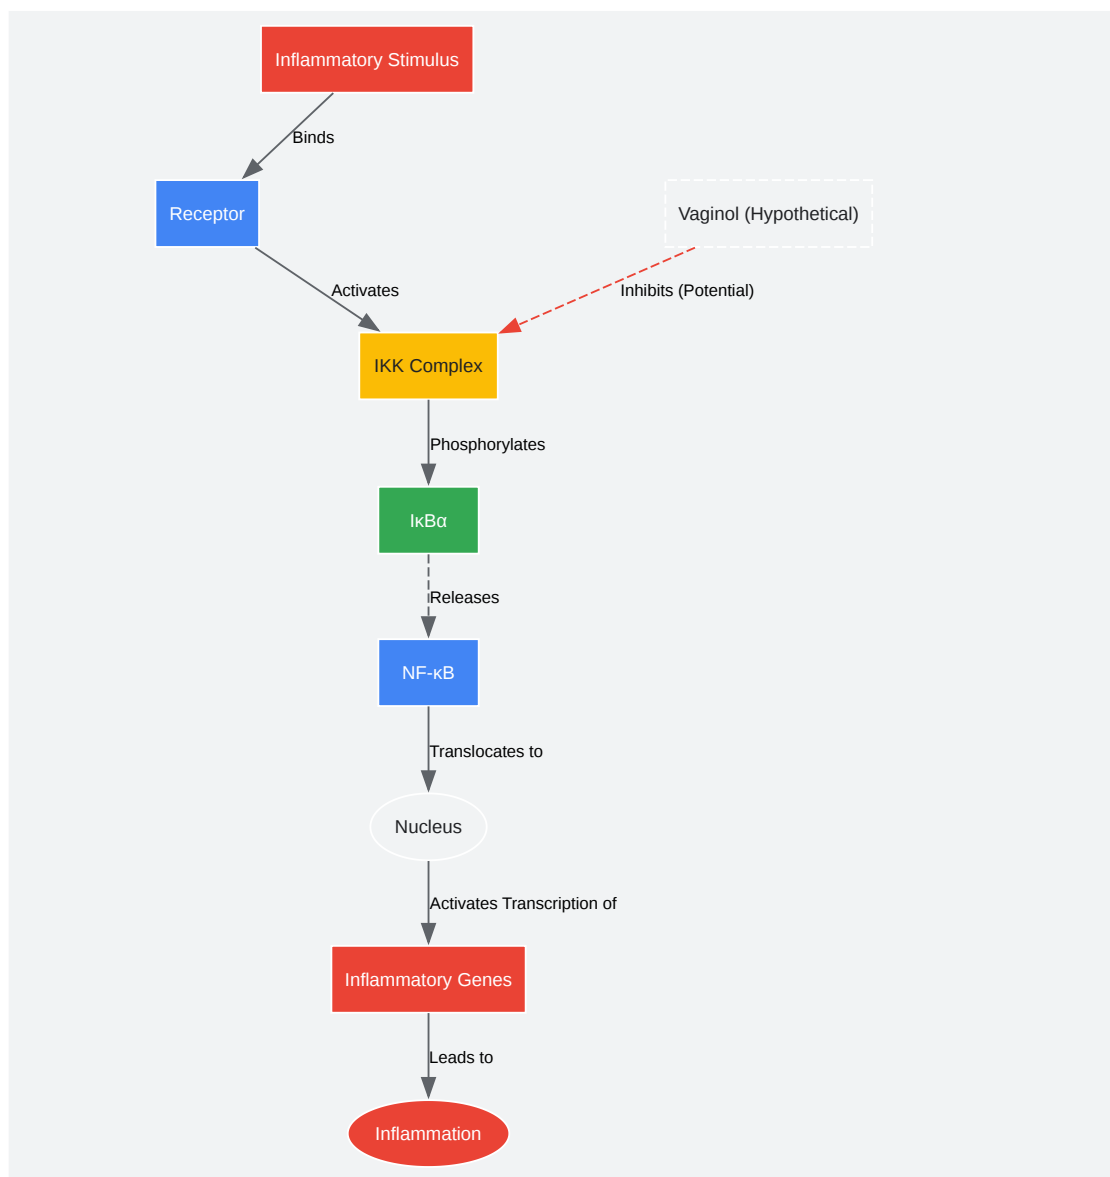 Inflammatory Stimulus
Binds
Receptor
Vaginol (Hypothetical)
Activates
Inhibits (Potential)
IKK Complex
Phosphorylates
IκBα
Releases
NF-κB
Translocates to
Nucleus
Activates Transcription of
Inflammatory Genes
Leads to
Inflammation